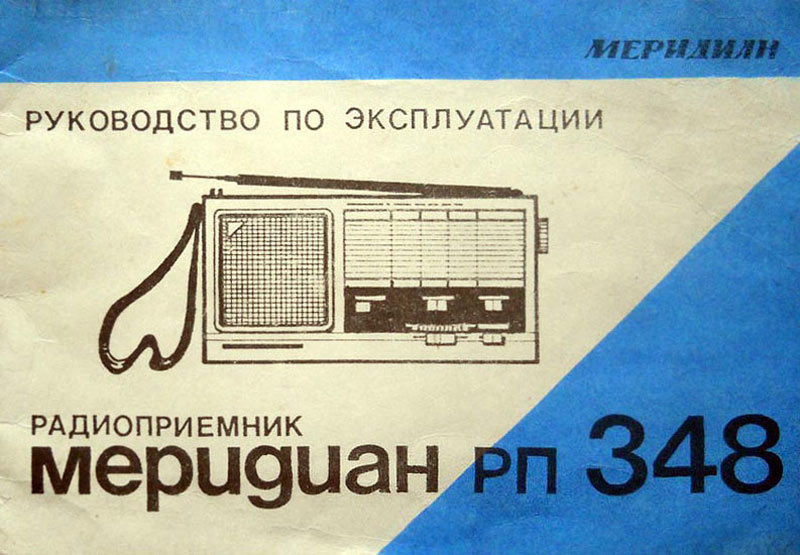 МЕРИДИАН
РУКОВОДСТВО ПО ЭКСПЛУАТАЦИИ
РАДИОПРИЕМНИК
меридиан РП 348